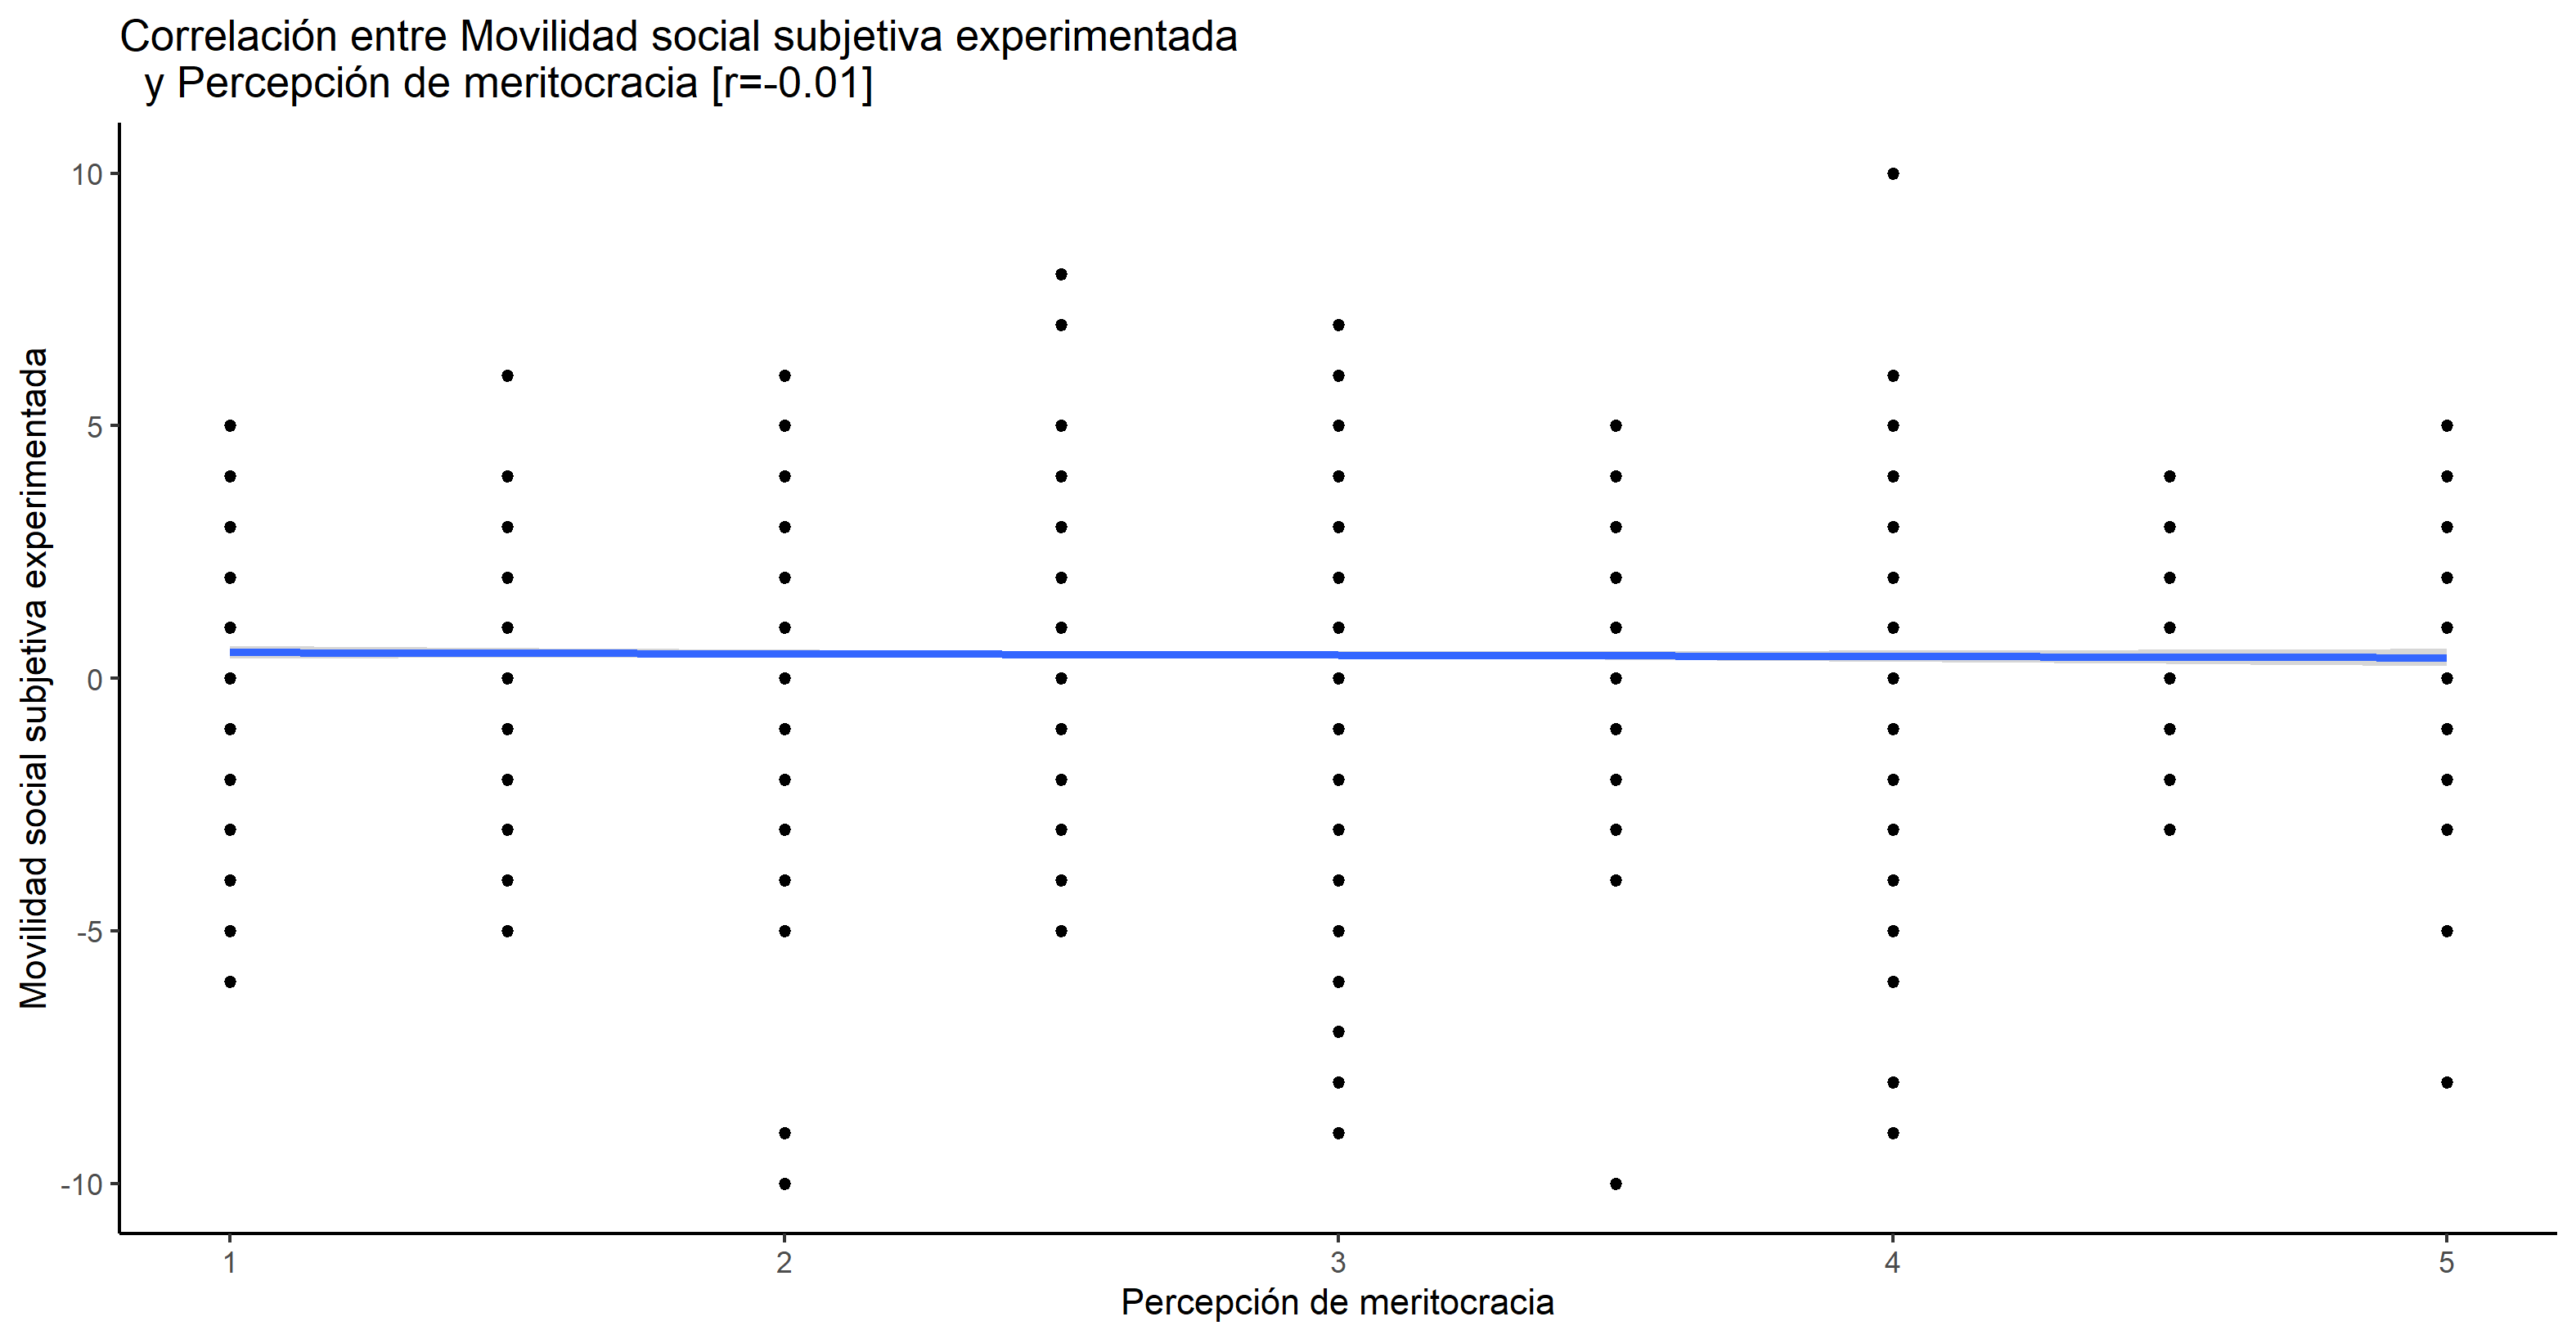 Correlación entre Movilidad social subjetiva experimentada
y Percepción de meritocracia [r=-0.01]
Movilidad social subjetiva experimentada
10
5
0
-5
-10
1
2
3
4
5
Percepción de meritocracia